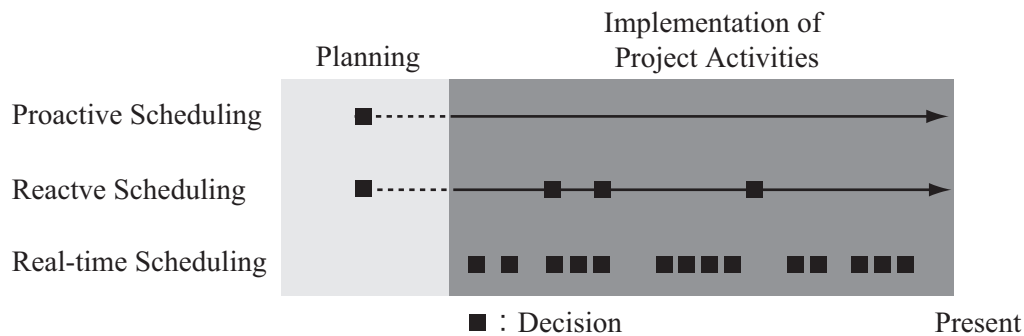 Implementation of
Project Activities
Planning
Proactive Scheduling
Reactve Scheduling
Real-time Scheduling
■ : Decision
Present